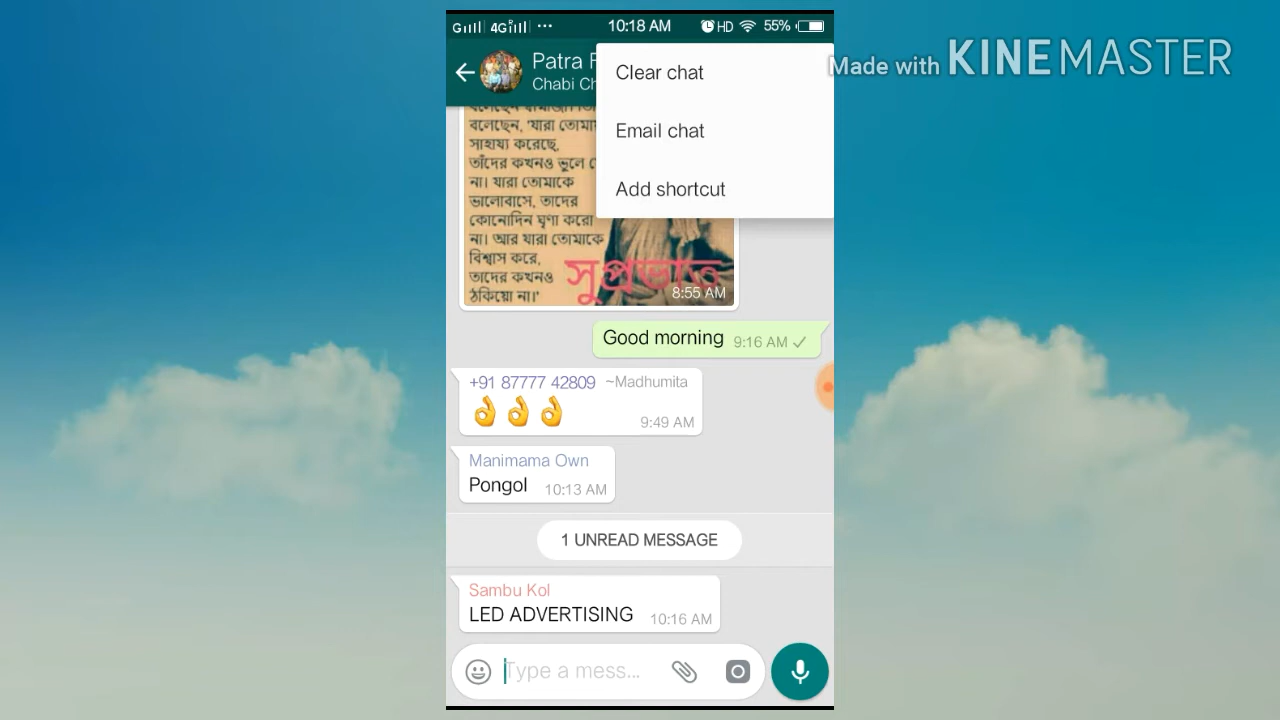 10:18 AM HD 55%
4G
Made with KINEMASTER
Patra
Chabi
Clear chat
Email chat
Add shortcut
বলেছেন, 'যারা তোমা
সাহায্য করেছে,
তাঁদের কখনও ভুলে
না। যারা তোমাকে
ভালোবাসে, তাদের
কোনোদিন ঘৃণা করো
না। আর যারা তোমাকে
বিশ্বাস করে,
তাদের কখনও
ঠকিয়ো না।'
সুপ্রভাত
8:55 AM
Good morning 9:16 AM
+91 87777 42809 ~Madhumita
👌👌👌 9:49 AM
Manimama Own
Pongol 10:13 AM
1 UNREAD MESSAGE
Sambu Kol
LED ADVERTISING 10:16 AM
Type a mess...